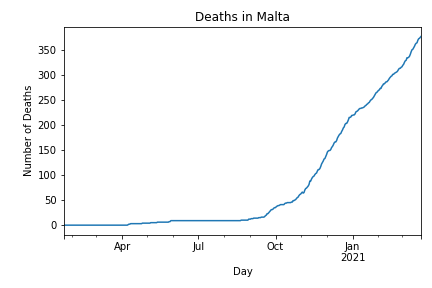 Deaths in Malta
Number of Deaths
350
300
250
200
150
100
50
0
Apr
Jul
Oct
Jan
2021
Day